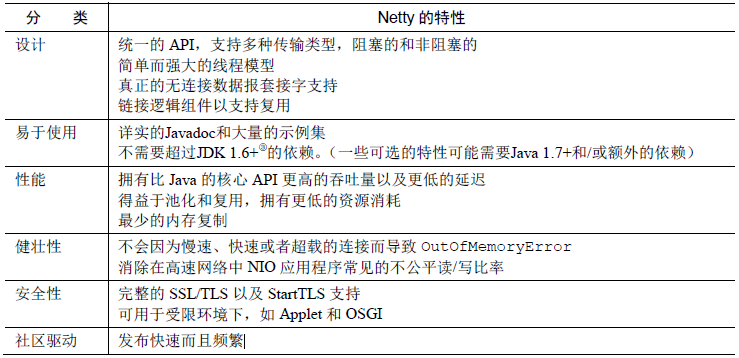 分 类 Netty 的特性
设计 统一的 API，支持多种传输类型，阻塞的和非阻塞的
简单而强大的线程模型
真正的无连接数据报套接字支持
链接逻辑组件以支持复用
易于使用 详实的Javadoc和大量的示例集
不需要超过JDK 1.6+③的依赖。（一些可选的特性可能需要Java 1.7+和/或额外的依赖）
性能 拥有比 Java 的核心 API 更高的吞吐量以及更低的延迟
得益于池化和复用，拥有更低的资源消耗
最少的内存复制
健壮性 不会因为慢速、快速或者超载的连接而导致 OutOfMemoryError
消除在高速网络中 NIO 应用程序常见的不公平读/写比率
安全性 完整的 SSL/TLS 以及 StartTLS 支持
可用于受限环境下，如 Applet 和 OSGI
社区驱动 发布快速而且频繁